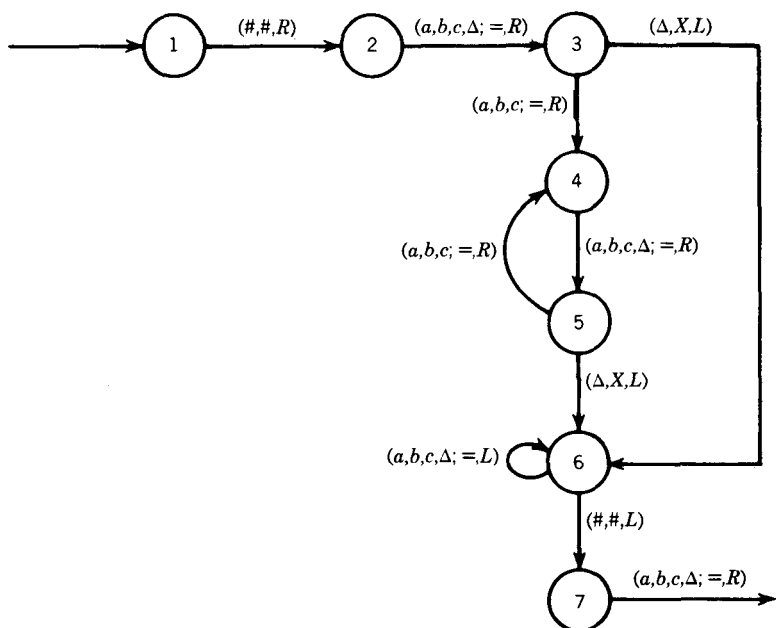 1 (#,#,R) 2 (a,b,c,Δ; =,R) 3 (Δ,X,L)
(a,b,c; =,R)
4
(a,b,c; =,R) (a,b,c,Δ; =,R)
5
(Δ,X,L)
(a,b,c,Δ; =,L) 6
(#,#,L)
7 (a,b,c,Δ; =,R)